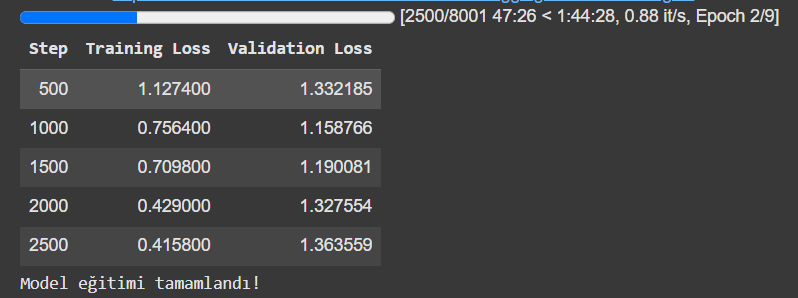 [2500/8001 47:26 < 1:44:28, 0.88 it/s, Epoch 2/9]
Step Training Loss Validation Loss
500 1.127400 1.332185
1000 0.756400 1.158766
1500 0.709800 1.190081
2000 0.429000 1.327554
2500 0.415800 1.363559
Model eğitimi tamamlandı!